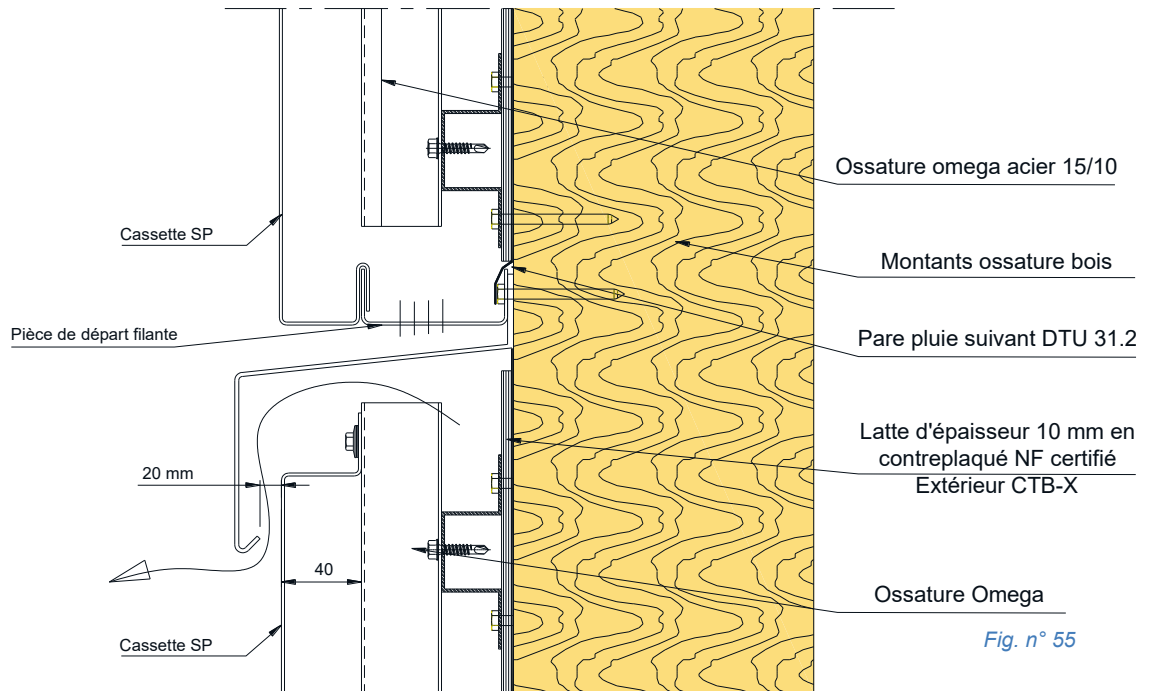 Ossature omega acier 15/10
Cassette SP
Montants ossature bois
Pièce de départ filante
Pare pluie suivant DTU 31.2
Latte d'épaisseur 10 mm en
contreplaqué NF certifié
Extérieur CTB-X
20 mm
40
Ossature Omega
Cassette SP
Fig. n° 55